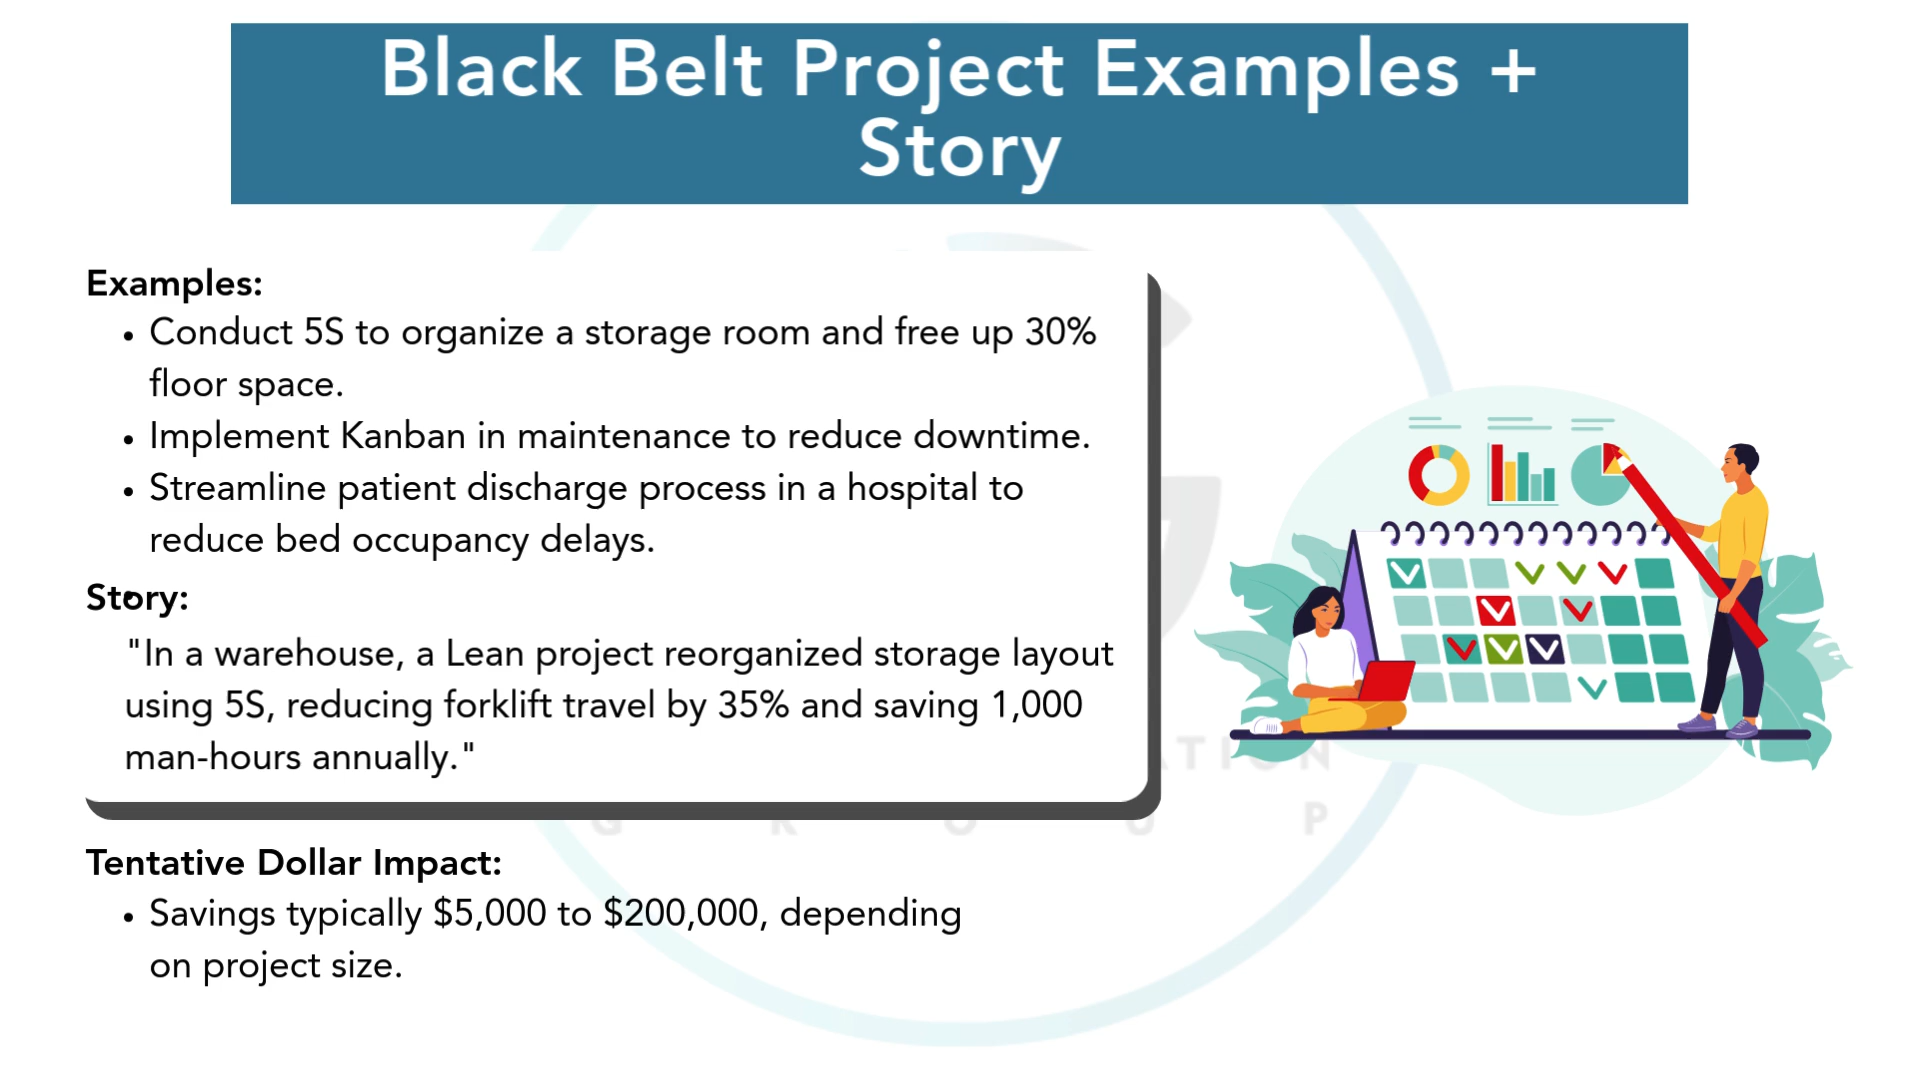 Black Belt Project Examples +
Story
Examples:
• Conduct 5S to organize a storage room and free up 30%
floor space.
• Implement Kanban in maintenance to reduce downtime.
• Streamline patient discharge process in a hospital to
reduce bed occupancy delays.
Story:
"In a warehouse, a Lean project reorganized storage layout
using 5S, reducing forklift travel by 35% and saving 1,000
man-hours annually."
Tentative Dollar Impact:
• Savings typically $5,000 to $200,000, depending
on project size.